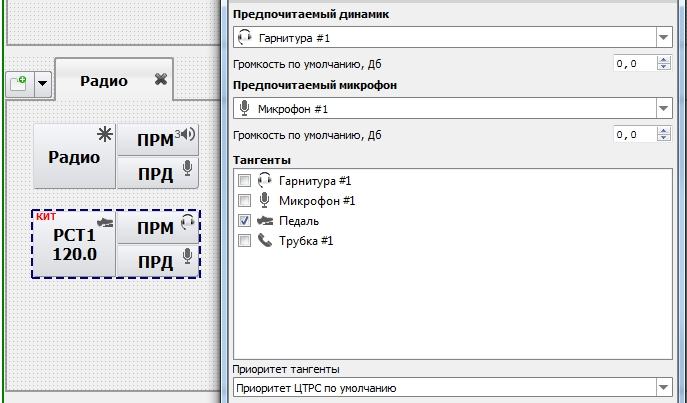 Радио
Радио
ПРМ
3
ПРД
КИТ
РСТ1
120.0
ПРМ
ПРД
Предпочитаемый динамик
Гарнитура #1
Громкость по умолчанию, Дб
0,0
Предпочитаемый микрофон
Микрофон #1
Громкость по умолчанию, Дб
0,0
Тангенты
Гарнитура #1
Микрофон #1
Педаль
Трубка #1
Приоритет тангенты
Приоритет ЦТРС по умолчанию